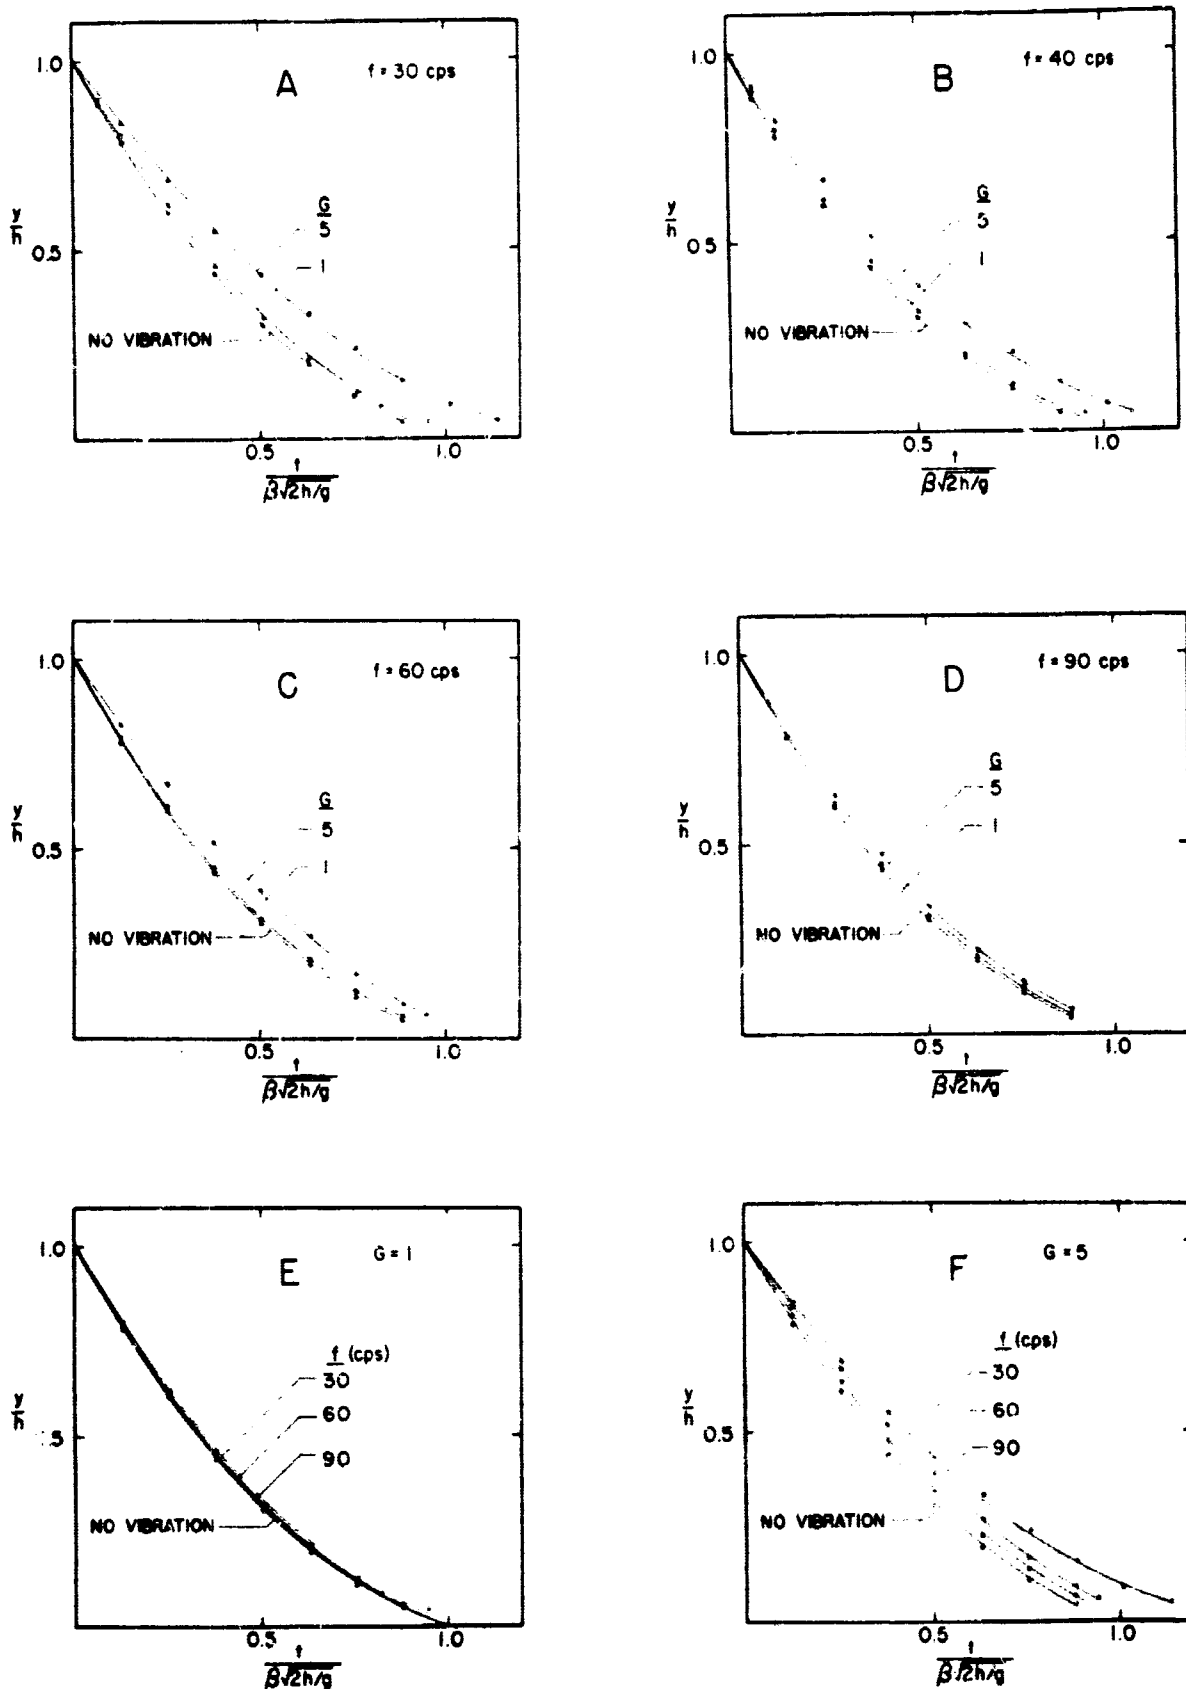 A
f = 30 cps
1.0
y/h
0.5
G
5
1
NO VIBRATION
0.5
1.0
t
β√2h/g
B
f = 40 cps
1.0
y/h
0.5
G
5
1
NO VIBRATION
0.5
1.0
t
β√2h/g
C
f = 60 cps
1.0
y/h
0.5
G
5
1
NO VIBRATION
0.5
1.0
t
β√2h/g
D
f = 90 cps
1.0
y/h
0.5
G
5
1
NO VIBRATION
0.5
1.0
t
β√2h/g
E
G = 1
1.0
y/h
0.5
f (cps)
30
60
90
NO VIBRATION
0.5
1.0
t
β√2h/g
F
G = 5
1.0
y/h
0.5
f (cps)
30
60
90
NO VIBRATION
0.5
1.0
t
β√2h/g